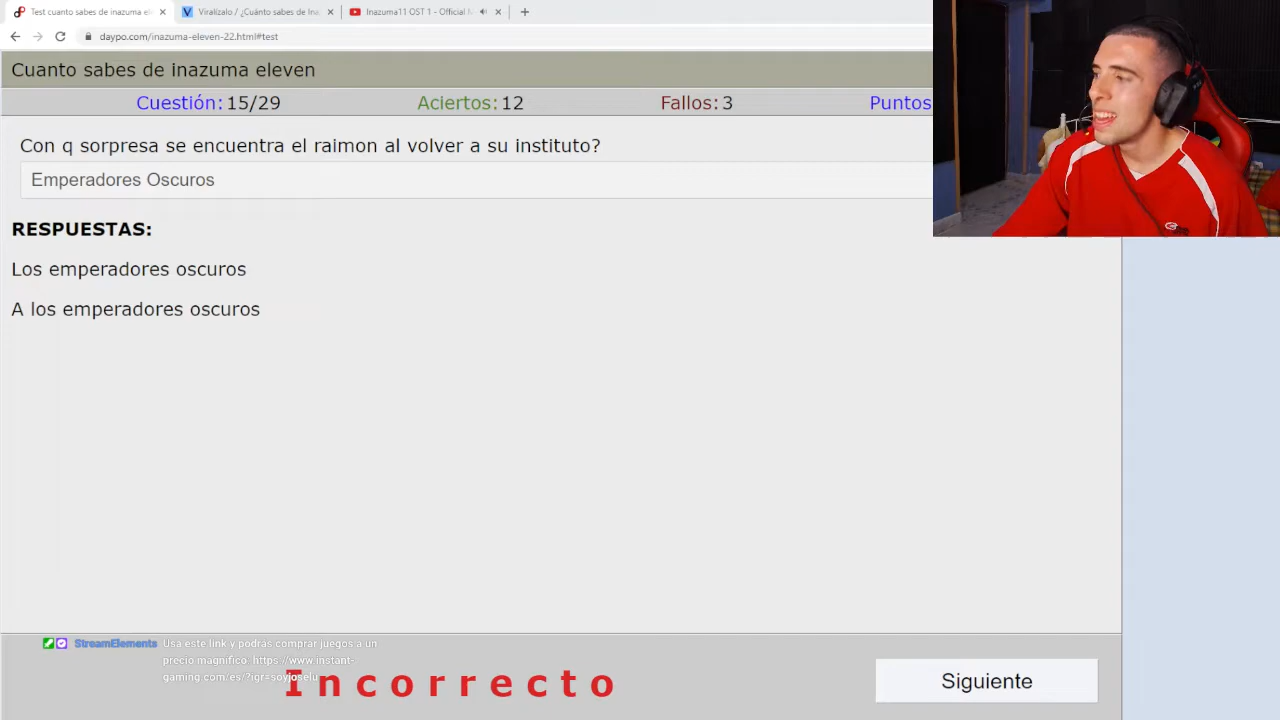 Test cuanto sabes de inazuma el
Viralízalo / ¿Cuánto sabes de Ina
Inazuma11 OST 1 - Official M
daypo.com/inazuma-eleven-22.html#test
Cuanto sabes de inazuma eleven
Cuestión: 15/29 Aciertos: 12 Fallos: 3 Puntos
Con q sorpresa se encuentra el raimon al volver a su instituto?
Emperadores Oscuros
RESPUESTAS:
Los emperadores oscuros
A los emperadores oscuros
StreamElements Usa este link y podrás comprar juegos a un
precio magnifico https://www.instant-
gaming.com/es/?igr=soyjoselu
Incorrecto
Siguiente